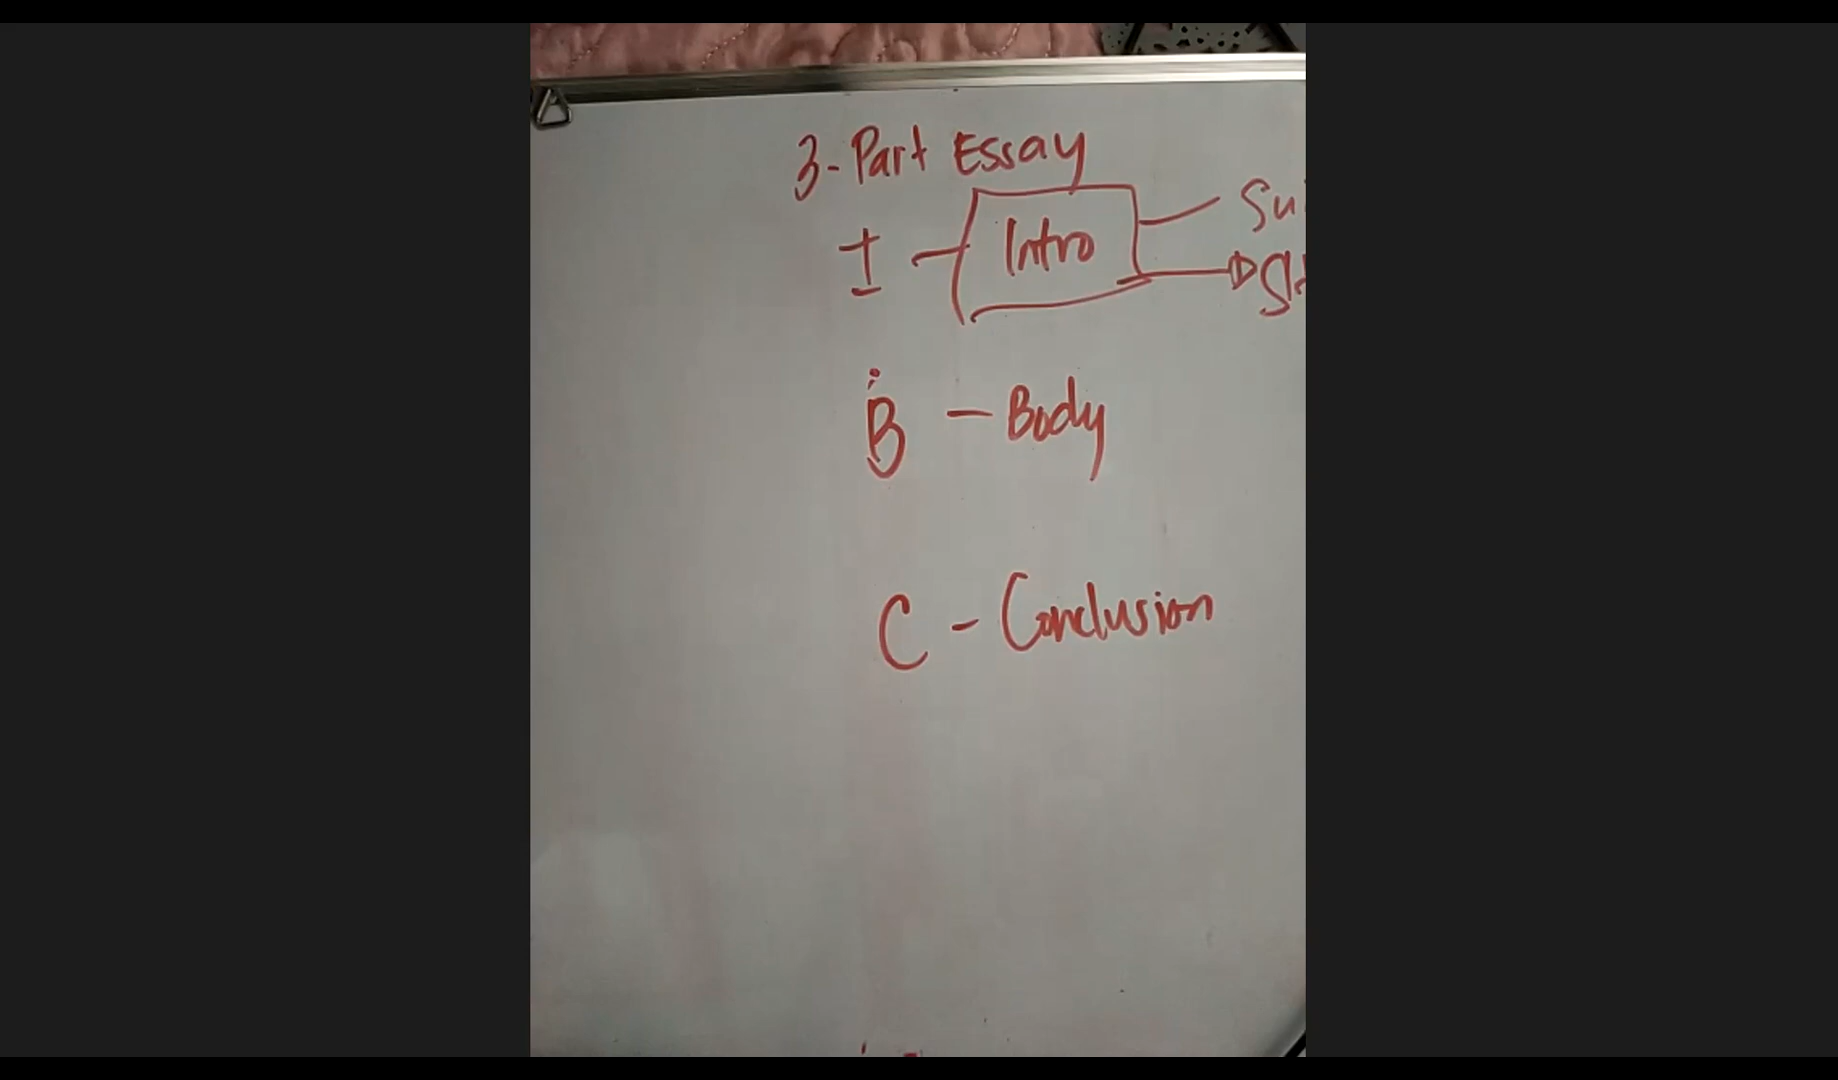 3-Part Essay
I - Intro
B - Body
C - Conclusion